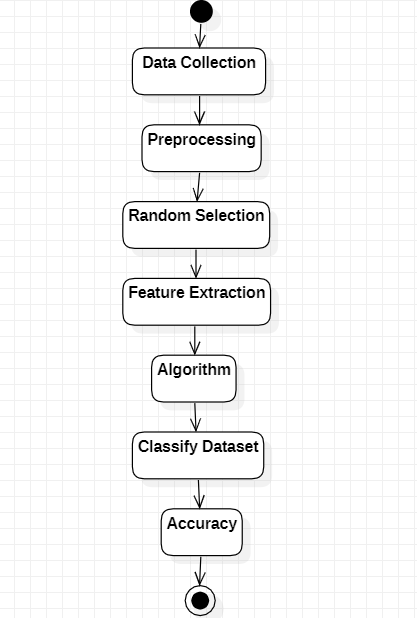 Data Collection
Preprocessing
Random Selection
Feature Extraction
Algorithm
Classify Dataset
Accuracy